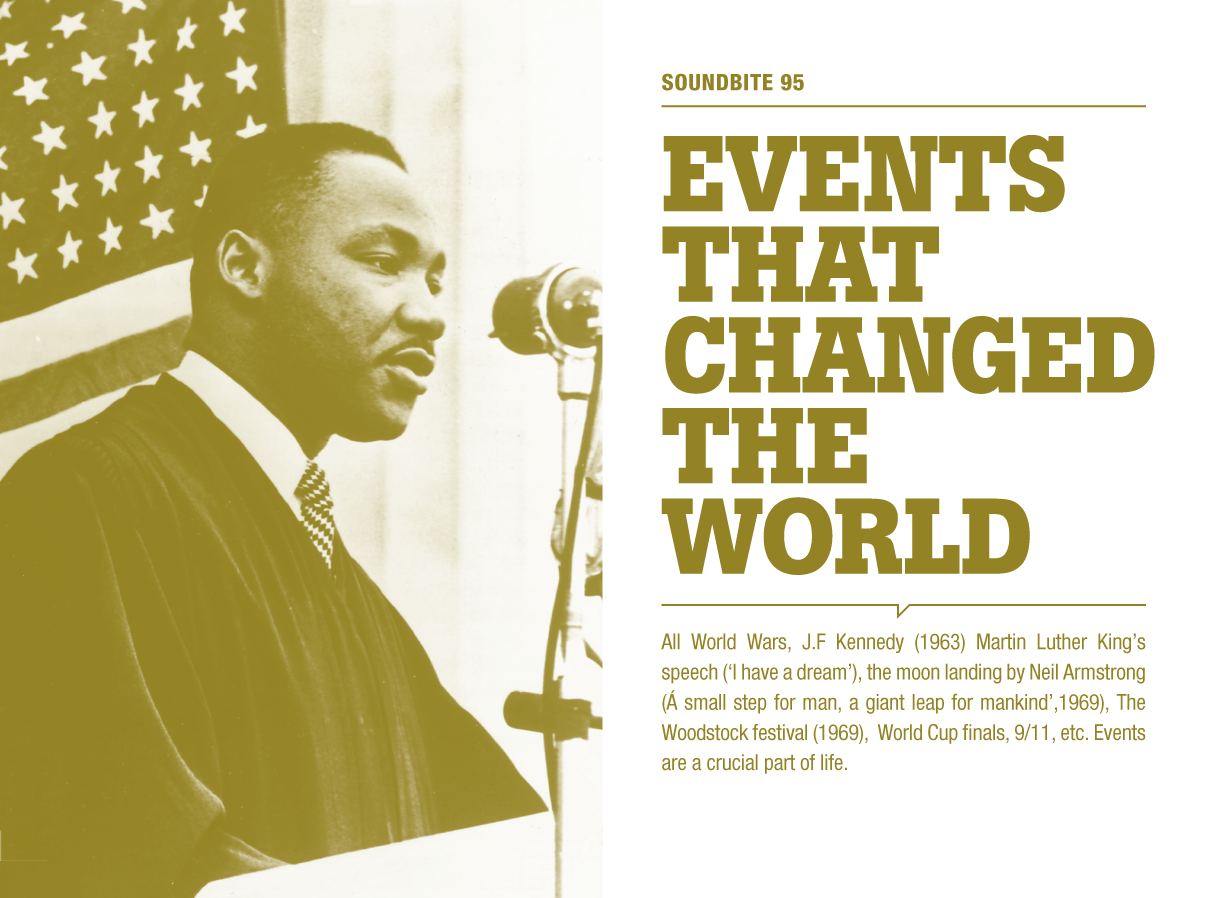 SOUNDBITE 95
EVENTS
THAT
CHANGED
THE
WORLD
All World Wars, J.F Kennedy (1963) Martin Luther King’s
speech (‘I have a dream’), the moon landing by Neil Armstrong
(Á small step for man, a giant leap for mankind’,1969), The
Woodstock festival (1969),  World Cup finals, 9/11, etc. Events
are a crucial part of life.